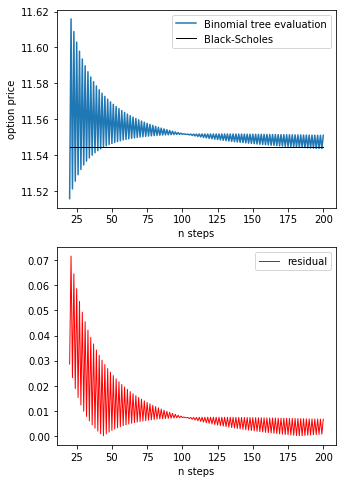 11.62
Binomial tree evaluation
Black-Scholes
11.60
11.58
option price
11.56
11.54
11.52
25 50 75 100 125 150 175 200
n steps
0.07
residual
0.06
0.05
0.04
0.03
0.02
0.01
0.00
25 50 75 100 125 150 175 200
n steps